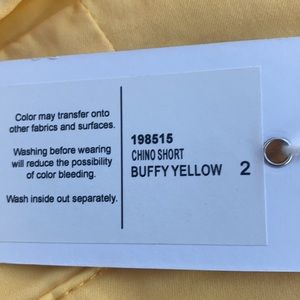 Color may transfer onto
other fabrics and surfaces.
Washing before wearing
will reduce the possibility
of color bleeding.
Wash inside out separately.
198515
CHINO SHORT
BUFFY YELLOW 2